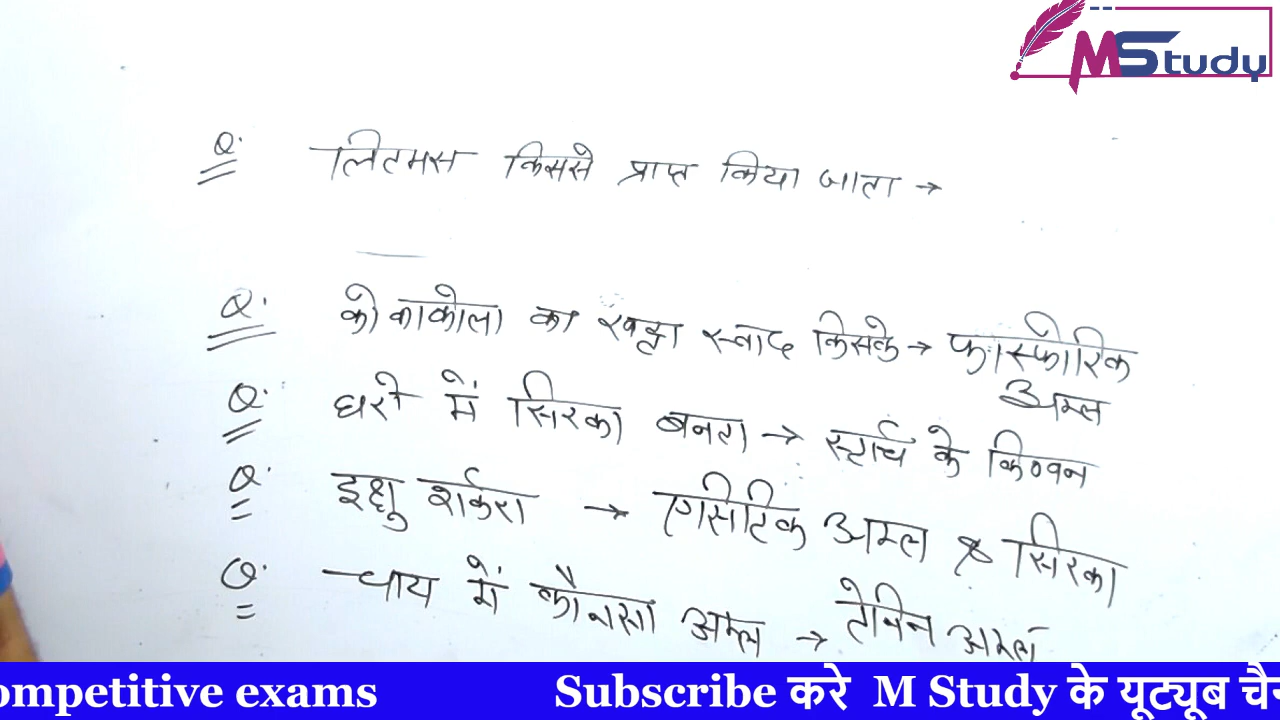 MStudy
Q. लिटमस किससे प्राप्त किया जाता →
Q. कोकाकोला का खट्टा स्वाद किसके → फास्फोरिक
अम्ल
Q. घरो में सिरका बनता → स्टार्च के किण्वन
Q. इक्षु शर्करा → एसिटिक अम्ल & सिरका
Q. चाय में कौनसा अम्ल → टेनिन अम्ल
ompetitive exams Subscribe करे M Study के यूट्यूब चै